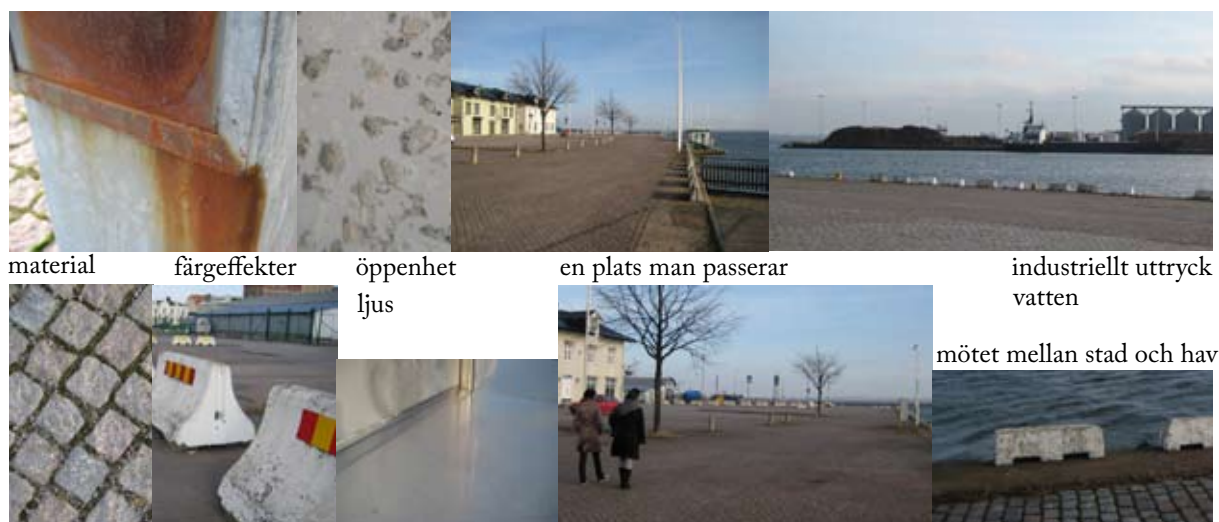 material
färgeffekter
öppenhet
ljus
en plats man passerar
industriellt uttryck
vatten
mötet mellan stad och hav